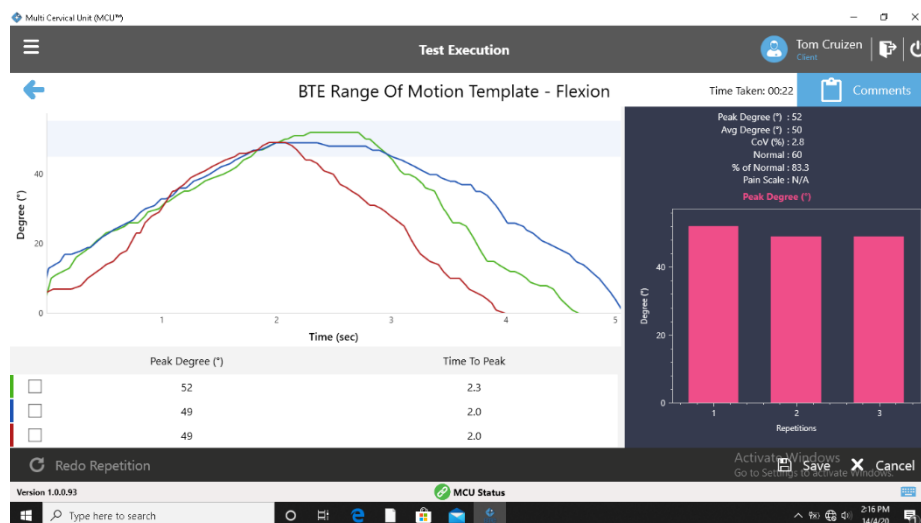 Multi Cervical Unit (MCU™)
Test Execution
Tom Cruizen
Client
BTE Range Of Motion Template - Flexion
Time Taken: 00:22
Comments
Peak Degree (°) : 52
Avg Degree (°) : 50
CoV (%) : 2.8
Normal : 60
% of Normal : 83.3
Pain Scale : N/A
Peak Degree (°)
Degree (°)
40
20
0
1 2 3 4 5
Time (sec)
Degree (°)
40
20
0
1 2 3
Repetitions
Peak Degree (°) Time To Peak
52 2.3
49 2.0
49 2.0
Redo Repetition
Activate Windows
Go to Settings to activate Windows.
Save
Cancel
Version 1.0.0.93
MCU Status
Type here to search
2:16 PM
14/4/20